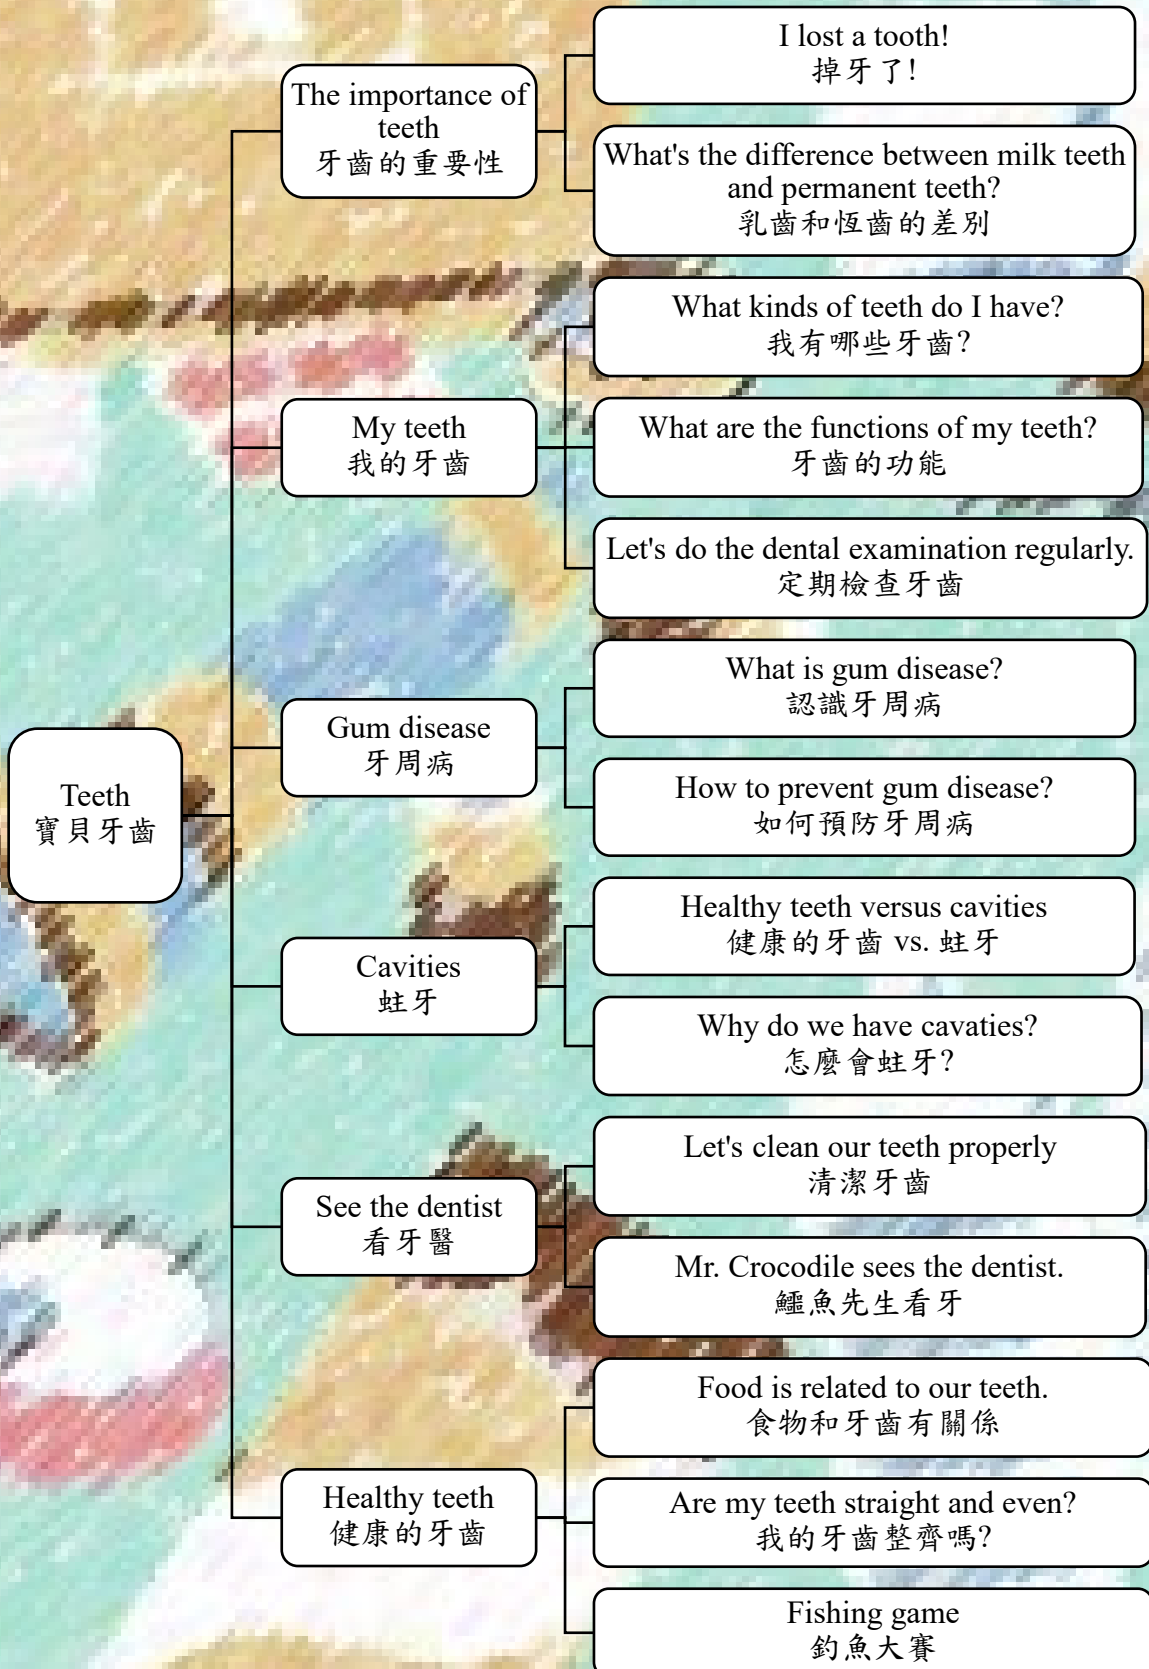 Teeth
寶貝牙齒
The importance of
teeth
牙齒的重要性
I lost a tooth!
掉牙了!
What's the difference between milk teeth
and permanent teeth?
乳齒和恆齒的差別
My teeth
我的牙齒
What kinds of teeth do I have?
我有哪些牙齒?
What are the functions of my teeth?
牙齒的功能
Let's do the dental examination regularly.
定期檢查牙齒
Gum disease
牙周病
What is gum disease?
認識牙周病
How to prevent gum disease?
如何預防牙周病
Cavities
蛀牙
Healthy teeth versus cavities
健康的牙齒 vs. 蛀牙
Why do we have cavaties?
怎麼會蛀牙?
See the dentist
看牙醫
Let's clean our teeth properly
清潔牙齒
Mr. Crocodile sees the dentist.
鱷魚先生看牙
Healthy teeth
健康的牙齒
Food is related to our teeth.
食物和牙齒有關係
Are my teeth straight and even?
我的牙齒整齊嗎?
Fishing game
釣魚大賽